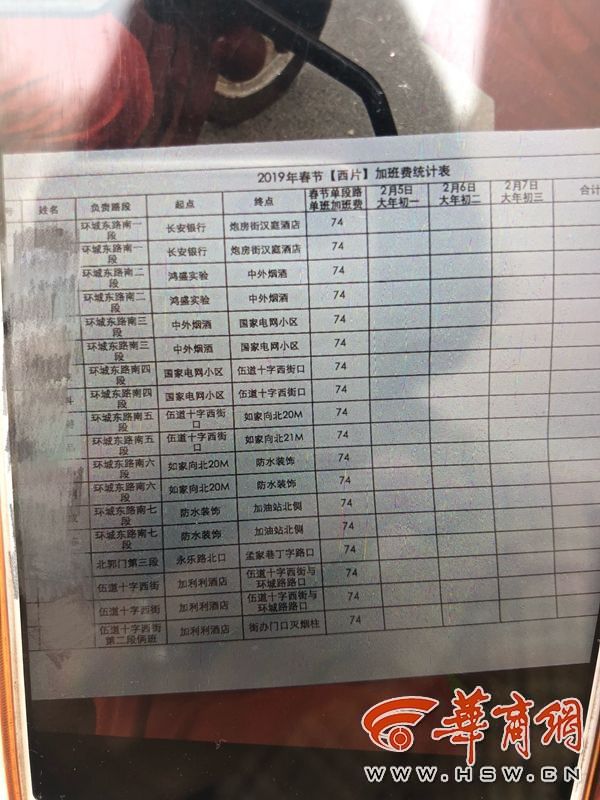 2019年春节【西片】加班费统计表
姓名 负责路段 起点 终点 春节单段路单班加班费 2月5日大年初一 2月6日大年初二 2月7日大年初三 合计
环城东路南一段 长安银行 炮房街汉庭酒店 74
环城东路南一段 长安银行 炮房街汉庭酒店 74
环城东路南二段 鸿盛实验 中外烟酒 74
环城东路南二段 鸿盛实验 中外烟酒 74
环城东路南三段 中外烟酒 国家电网小区 74
环城东路南三段 中外烟酒 国家电网小区 74
环城东路南四段 国家电网小区 伍道十字西街口 74
环城东路南四段 国家电网小区 伍道十字西街口 74
环城东路南五段 伍道十字西街口 如家向北20M 74
环城东路南五段 伍道十字西街口 如家向北21M 74
环城东路南六段 如家向北20M 防水装饰 74
环城东路南六段 如家向北20M 防水装饰 74
环城东路南七段 防水装饰 加油站北侧 74
环城东路南七段 防水装饰 加油站北侧 74
北郭门第三段 永乐路北口 孟家巷丁字路口 74
伍道十字西街 加利利酒店 伍道十字西街与环城路路口 74
伍道十字西街 加利利酒店 伍道十字西街与环城路路口 74
伍道十字西街第二段俩班 加利利酒店 街办门口灭烟柱 74
華商網
WWW.HSW.CN